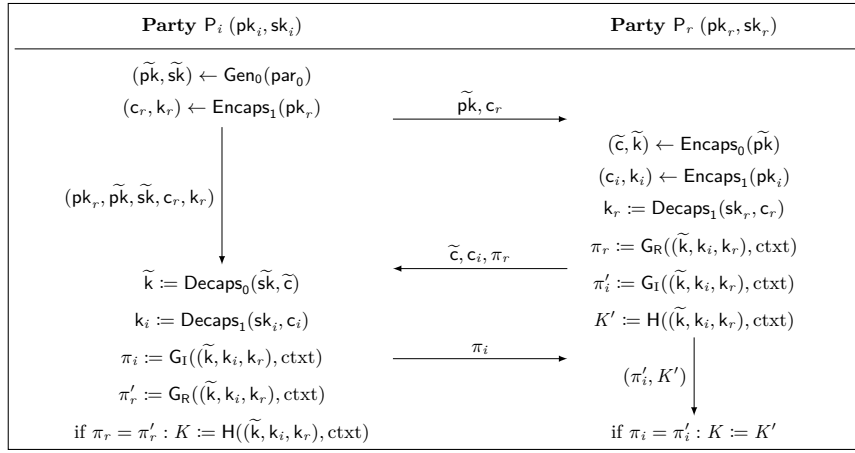 Party P_i (pk_i, sk_i)
Party P_r (pk_r, sk_r)
(p̃k, s̃k) ← Gen_0(par_0)
(c_r, k_r) ← Encaps_1(pk_r)
p̃k, c_r
(c̃, k̃) ← Encaps_0(p̃k)
(c_i, k_i) ← Encaps_1(pk_i)
(pk_r, p̃k, s̃k, c_r, k_r)
k_r := Decaps_1(sk_r, c_r)
π_r := G_R((k̃, k_i, k_r), ctxt)
c̃, c_i, π_r
k̃ := Decaps_0(s̃k, c̃)
π′_i := G_I((k̃, k_i, k_r), ctxt)
k_i := Decaps_1(sk_i, c_i)
K′ := H((k̃, k_i, k_r), ctxt)
π_i := G_I((k̃, k_i, k_r), ctxt)
π_i
π′_r := G_R((k̃, k_i, k_r), ctxt)
(π′_i, K′)
if π_r = π′_r : K := H((k̃, k_i, k_r), ctxt)
if π_i = π′_i : K := K′